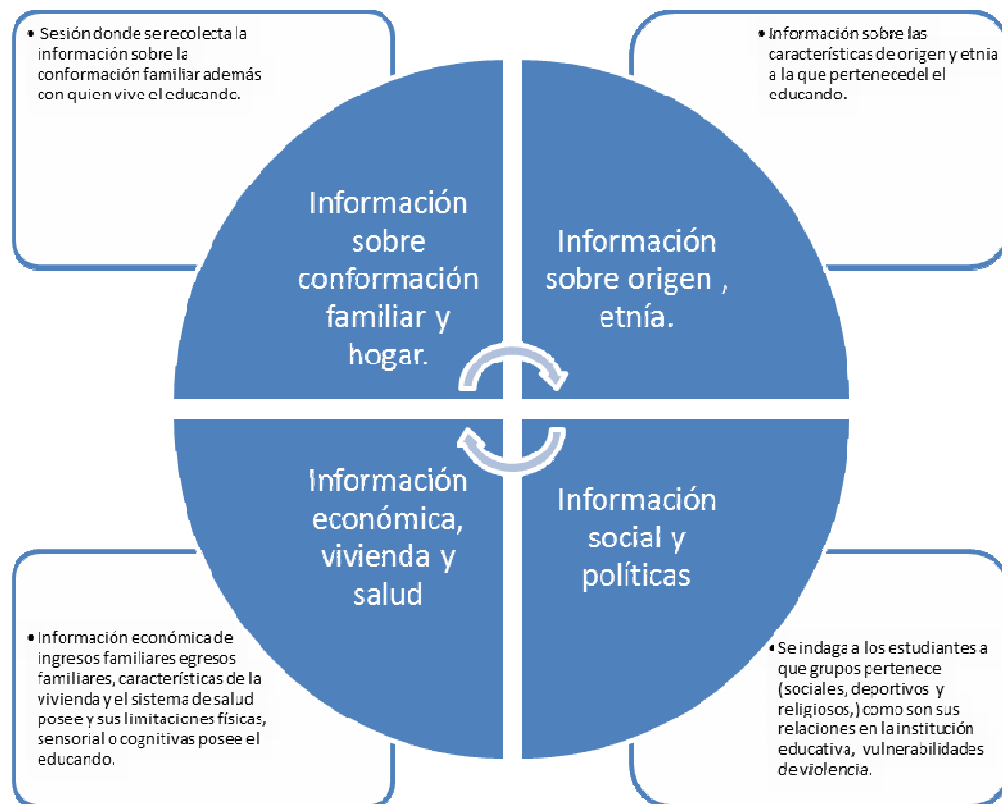 • Sesión donde se recolecta la
información sobre la
conformación familiar además
con quien vive el educando.
• Información sobre las
características de origen y etnia
a la que pertenecedel el
educando.
Información
sobre
conformación
familiar y
hogar.
Información
sobre origen ,
etnía.
Información
económica,
vivienda y
salud
Información
social y
políticas
• Información económica de
ingresos familiares egresos
familiares, características de la
vivienda y el sistema de salud
posee y sus limitaciones físicas,
sensorial o cognitivas posee el
educando.
• Se indaga a los estudiantes a
que grupos pertenece
(sociales, deportivos y
religiosos,) como son sus
relaciones en la institución
educativa, vulnerabilidades
de violencia.